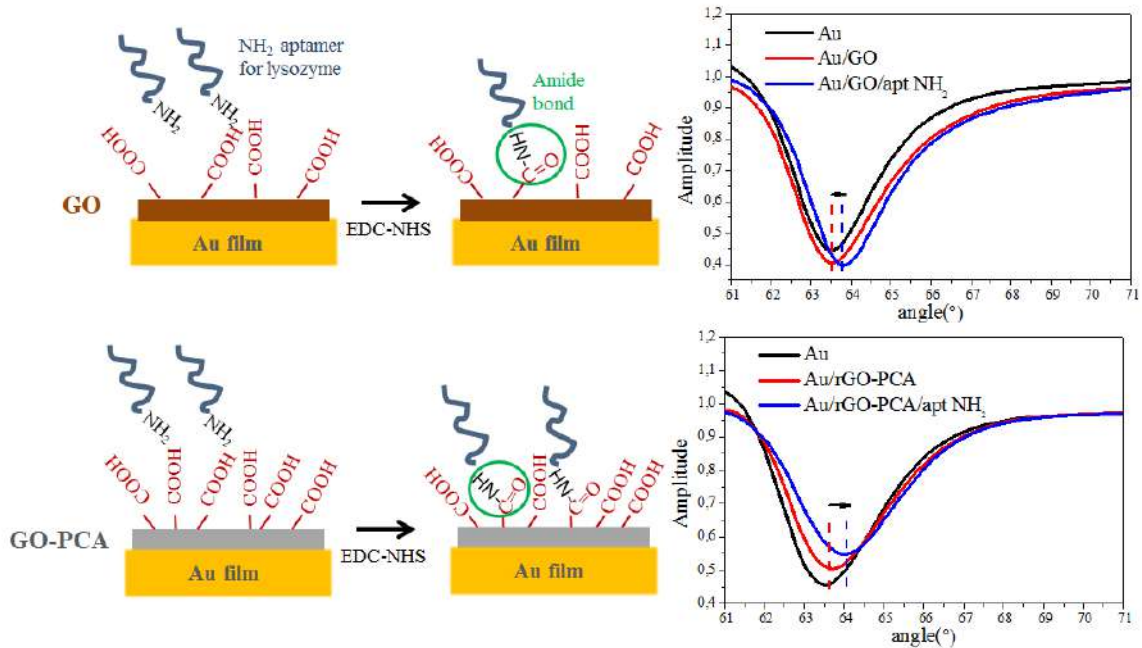 NH₂ aptamer
for lysozyme
NH₂
NH₂
COOH
COOH
COOH
COOH
GO
Au film
EDC-NHS
Amide
bond
HN-C=O
COOH
COOH
Au film
1,2
1,1
1,0
0,9
0,8
0,7
0,6
0,5
0,4
Amplitude
Au
Au/GO
Au/GO/apt NH₂
61 62 63 64 65 66 67 68 69 70 71
angle(°)
NH₂
NH₂
COOH
COOH
COOH
COOH
COOH
COOH
GO-PCA
Au film
EDC-NHS
COOH
HN-C=O
COOH
HN-C=O
COOH
COOH
Au film
1,2
1,1
1,0
0,9
0,8
0,7
0,6
0,5
0,4
Amplitude
Au
Au/rGO-PCA
Au/rGO-PCA/apt NH₂
61 62 63 64 65 66 67 68 69 70 71
angle(°)